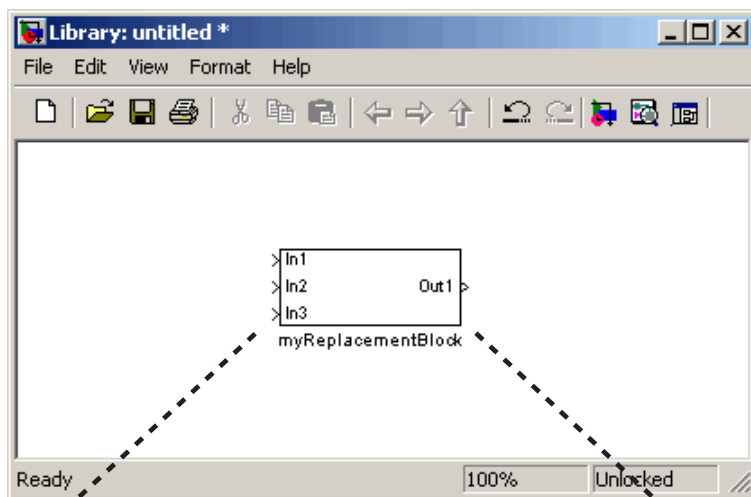 Library: untitled *
File Edit View Format Help
In1
In2 Out1
In3
myReplacementBlock
Ready 100% Unlocked